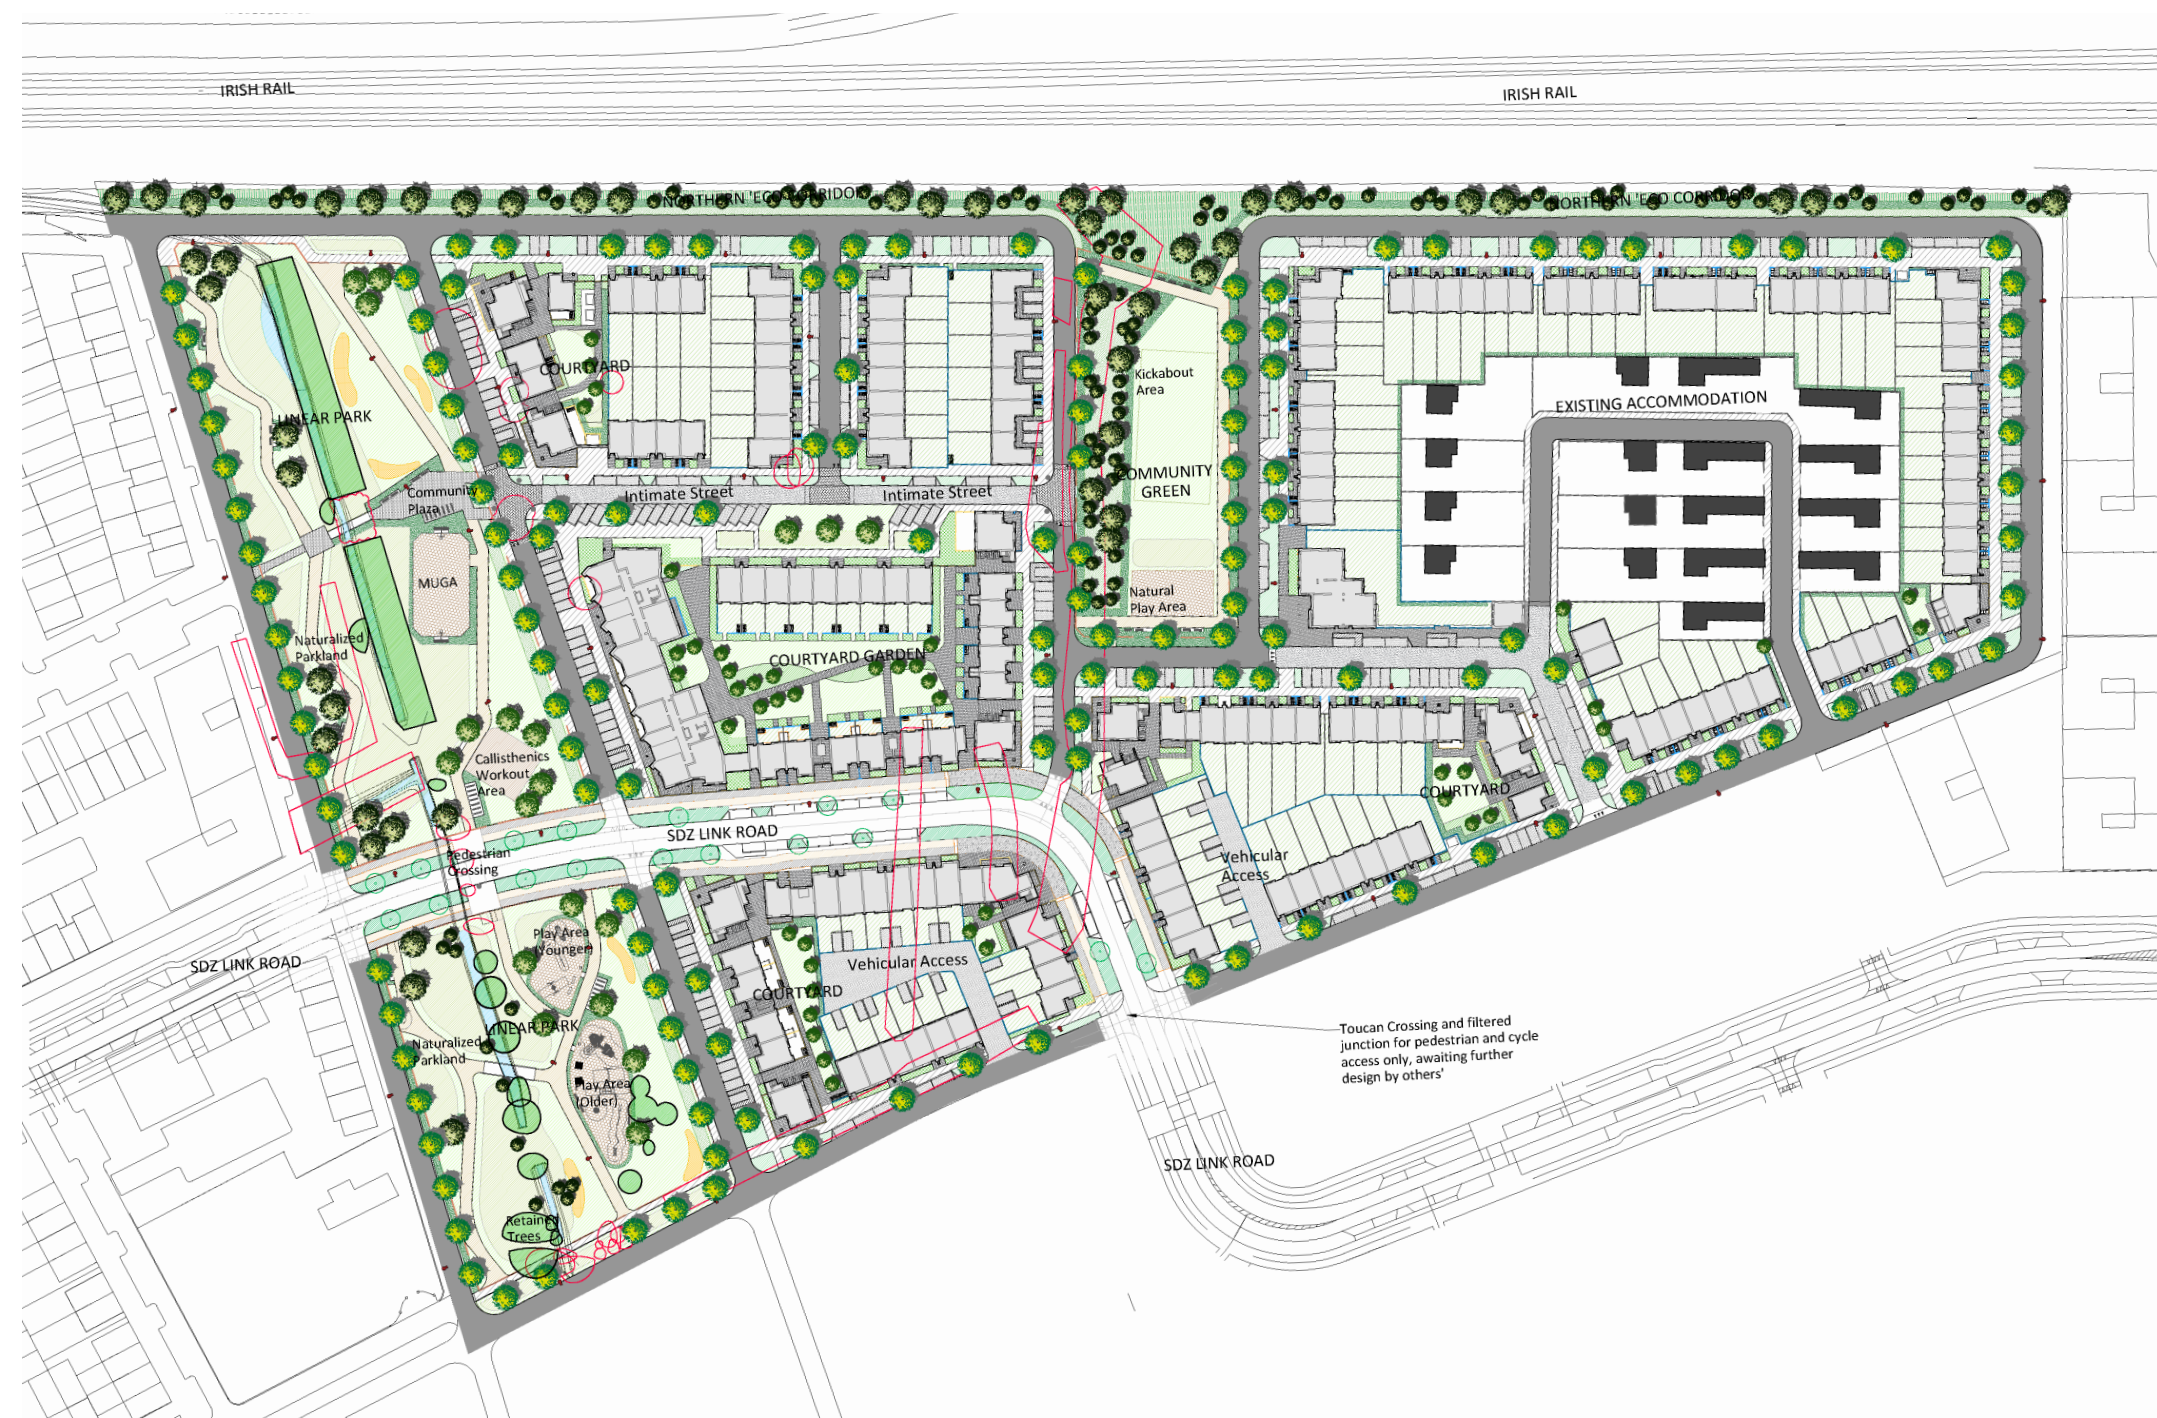 IRISH RAIL
IRISH RAIL
NORTHERN 'ECO CORRIDOR'
NORTHERN 'ECO CORRIDOR'
LINEAR PARK
COURTYARD
Kickabout
Area
EXISTING ACCOMMODATION
Community
Plaza
Intimate Street
Intimate Street
COMMUNITY
GREEN
MUGA
Natural
Play Area
Naturalized
Parkland
COURTYARD GARDEN
Callisthenics
Workout
Area
COURTYARD
SDZ LINK ROAD
Pedestrian
Crossing
Vehicular
Access
Play Area
(Younger)
SDZ LINK ROAD
Vehicular Access
COURTYARD
LINEAR PARK
Naturalized
Parkland
Toucan Crossing and filtered
junction for pedestrian and cycle
access only, awaiting further
design by others'
Play Area
(Older)
SDZ LINK ROAD
Retained
Trees